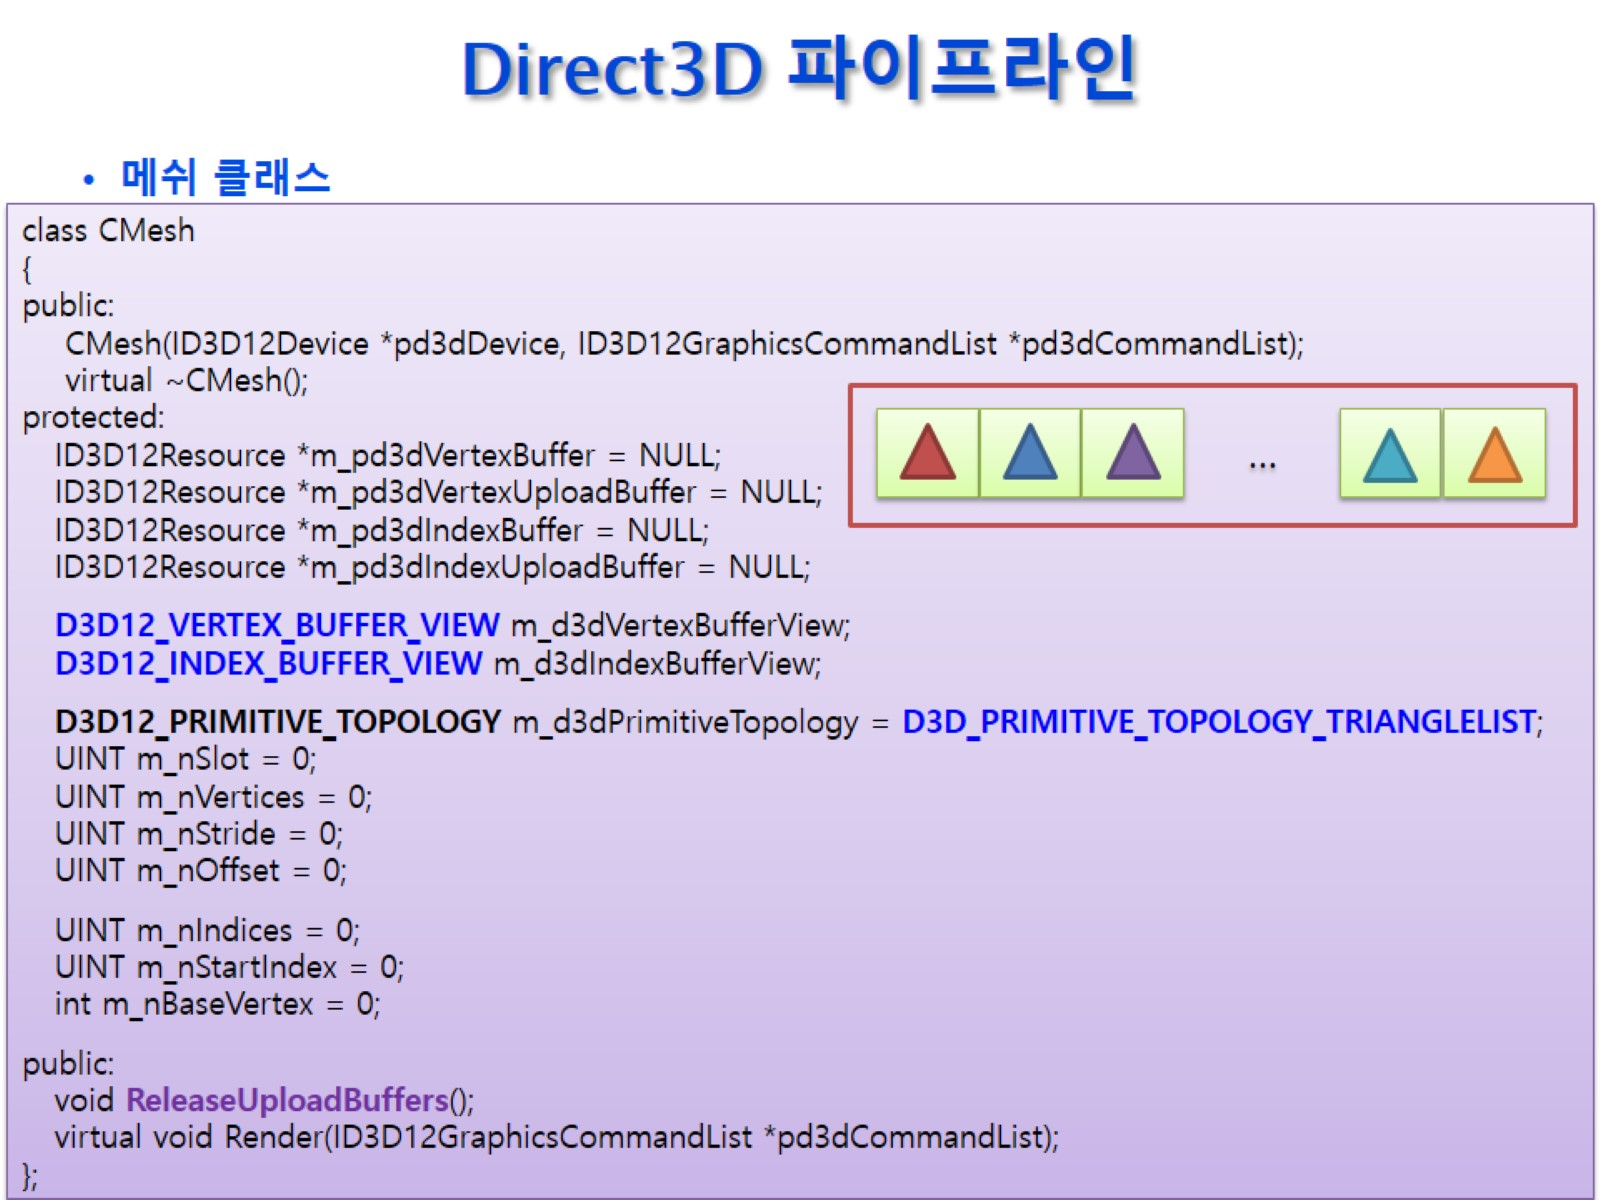 Direct3D 파이프라인
• 메쉬 클래스
class CMesh
{
public:
CMesh(ID3D12Device *pd3dDevice, ID3D12GraphicsCommandList *pd3dCommandList);
virtual ~CMesh();
protected:
ID3D12Resource *m_pd3dVertexBuffer = NULL;
ID3D12Resource *m_pd3dVertexUploadBuffer = NULL;
ID3D12Resource *m_pd3dIndexBuffer = NULL;
ID3D12Resource *m_pd3dIndexUploadBuffer = NULL;
...
D3D12_VERTEX_BUFFER_VIEW m_d3dVertexBufferView;
D3D12_INDEX_BUFFER_VIEW m_d3dIndexBufferView;
D3D12_PRIMITIVE_TOPOLOGY m_d3dPrimitiveTopology = D3D_PRIMITIVE_TOPOLOGY_TRIANGLELIST;
UINT m_nSlot = 0;
UINT m_nVertices = 0;
UINT m_nStride = 0;
UINT m_nOffset = 0;
UINT m_nIndices = 0;
UINT m_nStartIndex = 0;
int m_nBaseVertex = 0;
public:
void ReleaseUploadBuffers();
virtual void Render(ID3D12GraphicsCommandList *pd3dCommandList);
};